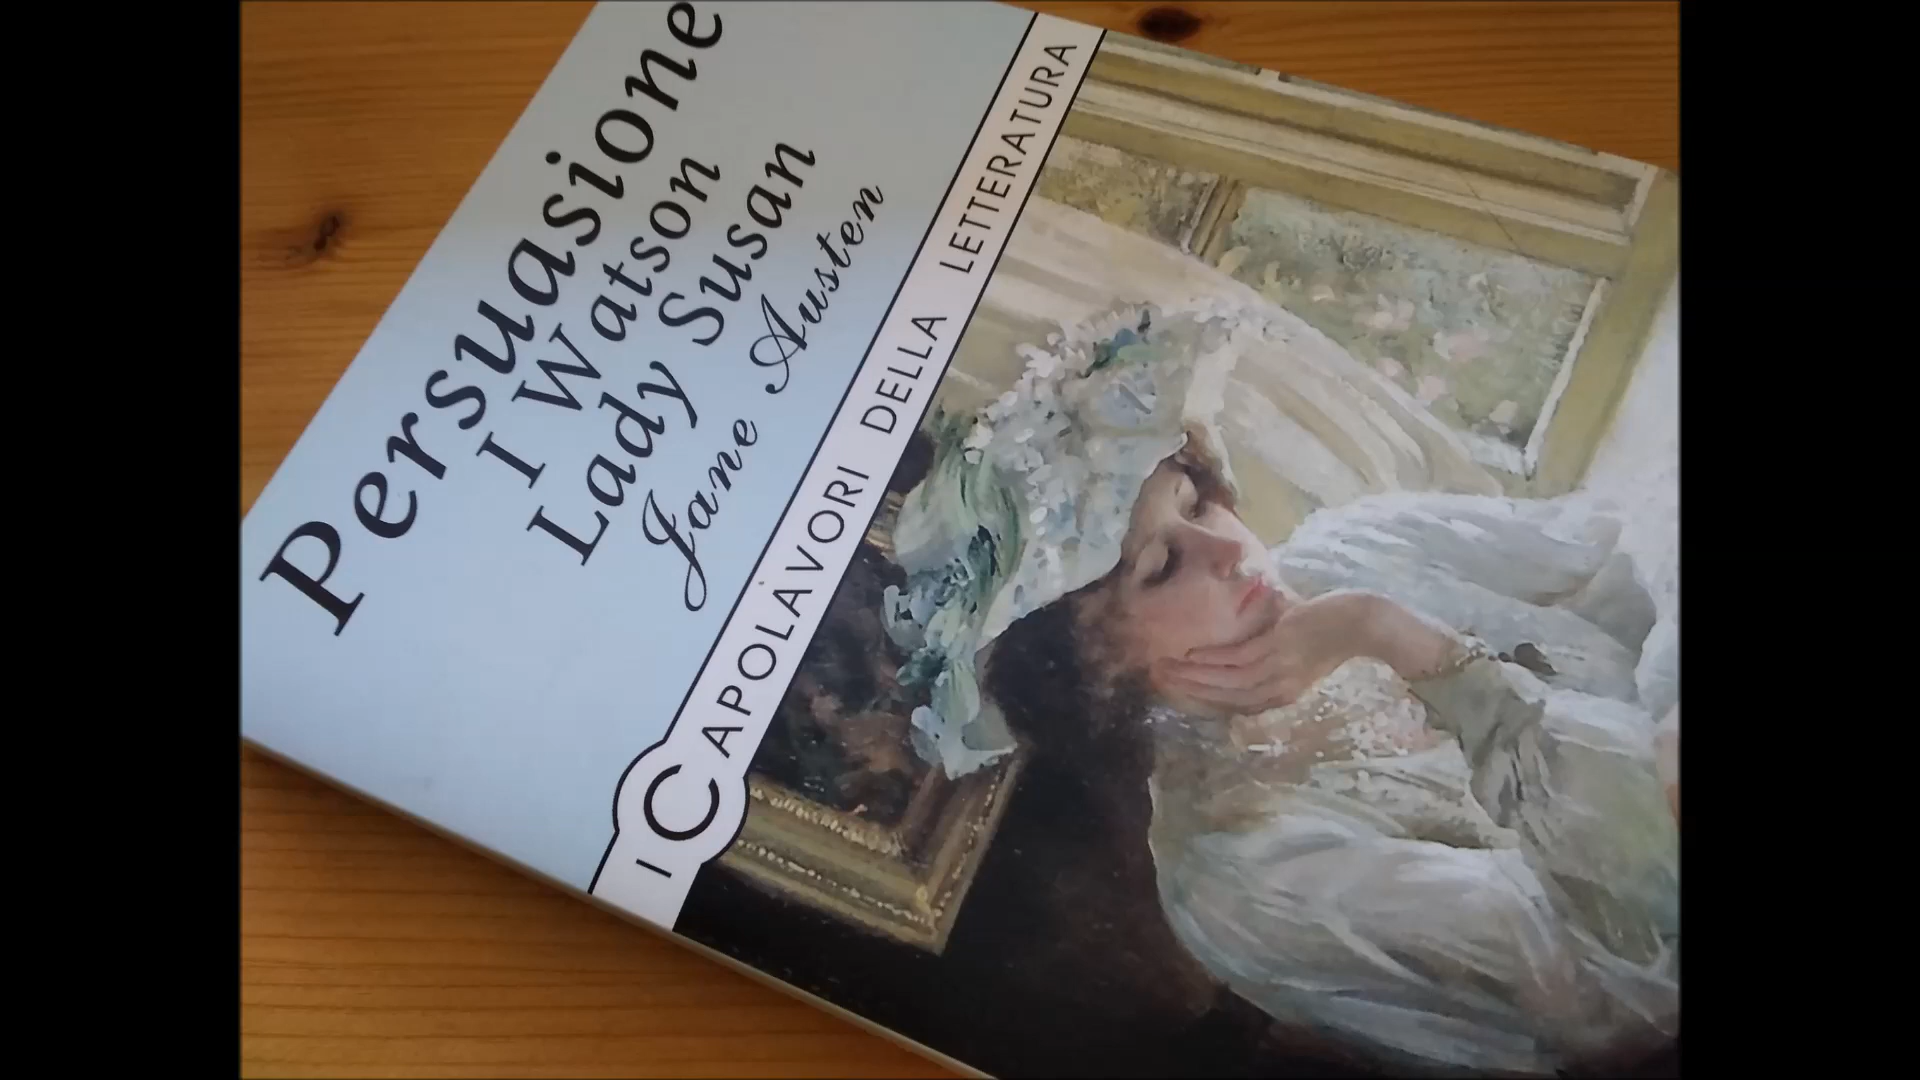 Persuasione
I Watson
Lady Susan
Jane Austen
I CAPOLAVORI DELLA LETTERATURA